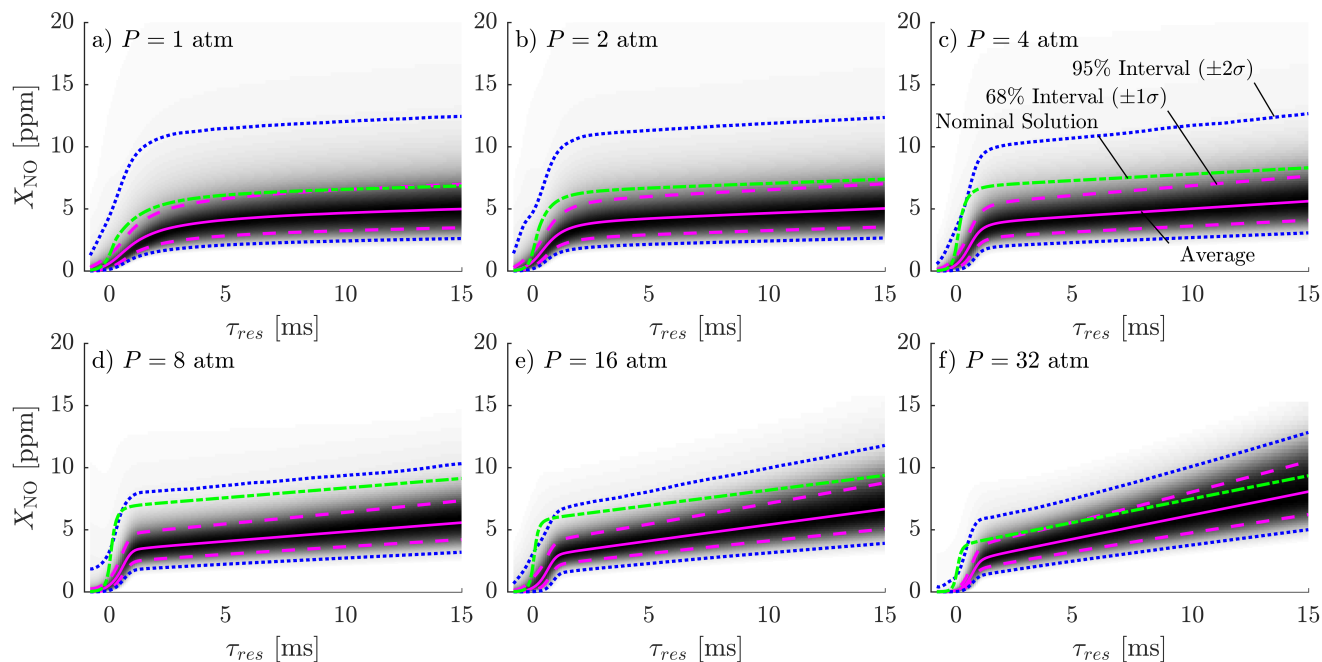 20
15
10
5
0
X_NO [ppm]
a) P = 1 atm
0 5 10 15
τ_res [ms]
b) P = 2 atm
20
15
10
5
0
0 5 10 15
τ_res [ms]
c) P = 4 atm
95% Interval (±2σ)
68% Interval (±1σ)
Nominal Solution
Average
20
15
10
5
0
0 5 10 15
τ_res [ms]
d) P = 8 atm
20
15
10
5
0
X_NO [ppm]
0 5 10 15
τ_res [ms]
e) P = 16 atm
20
15
10
5
0
0 5 10 15
τ_res [ms]
f) P = 32 atm
20
15
10
5
0
0 5 10 15
τ_res [ms]